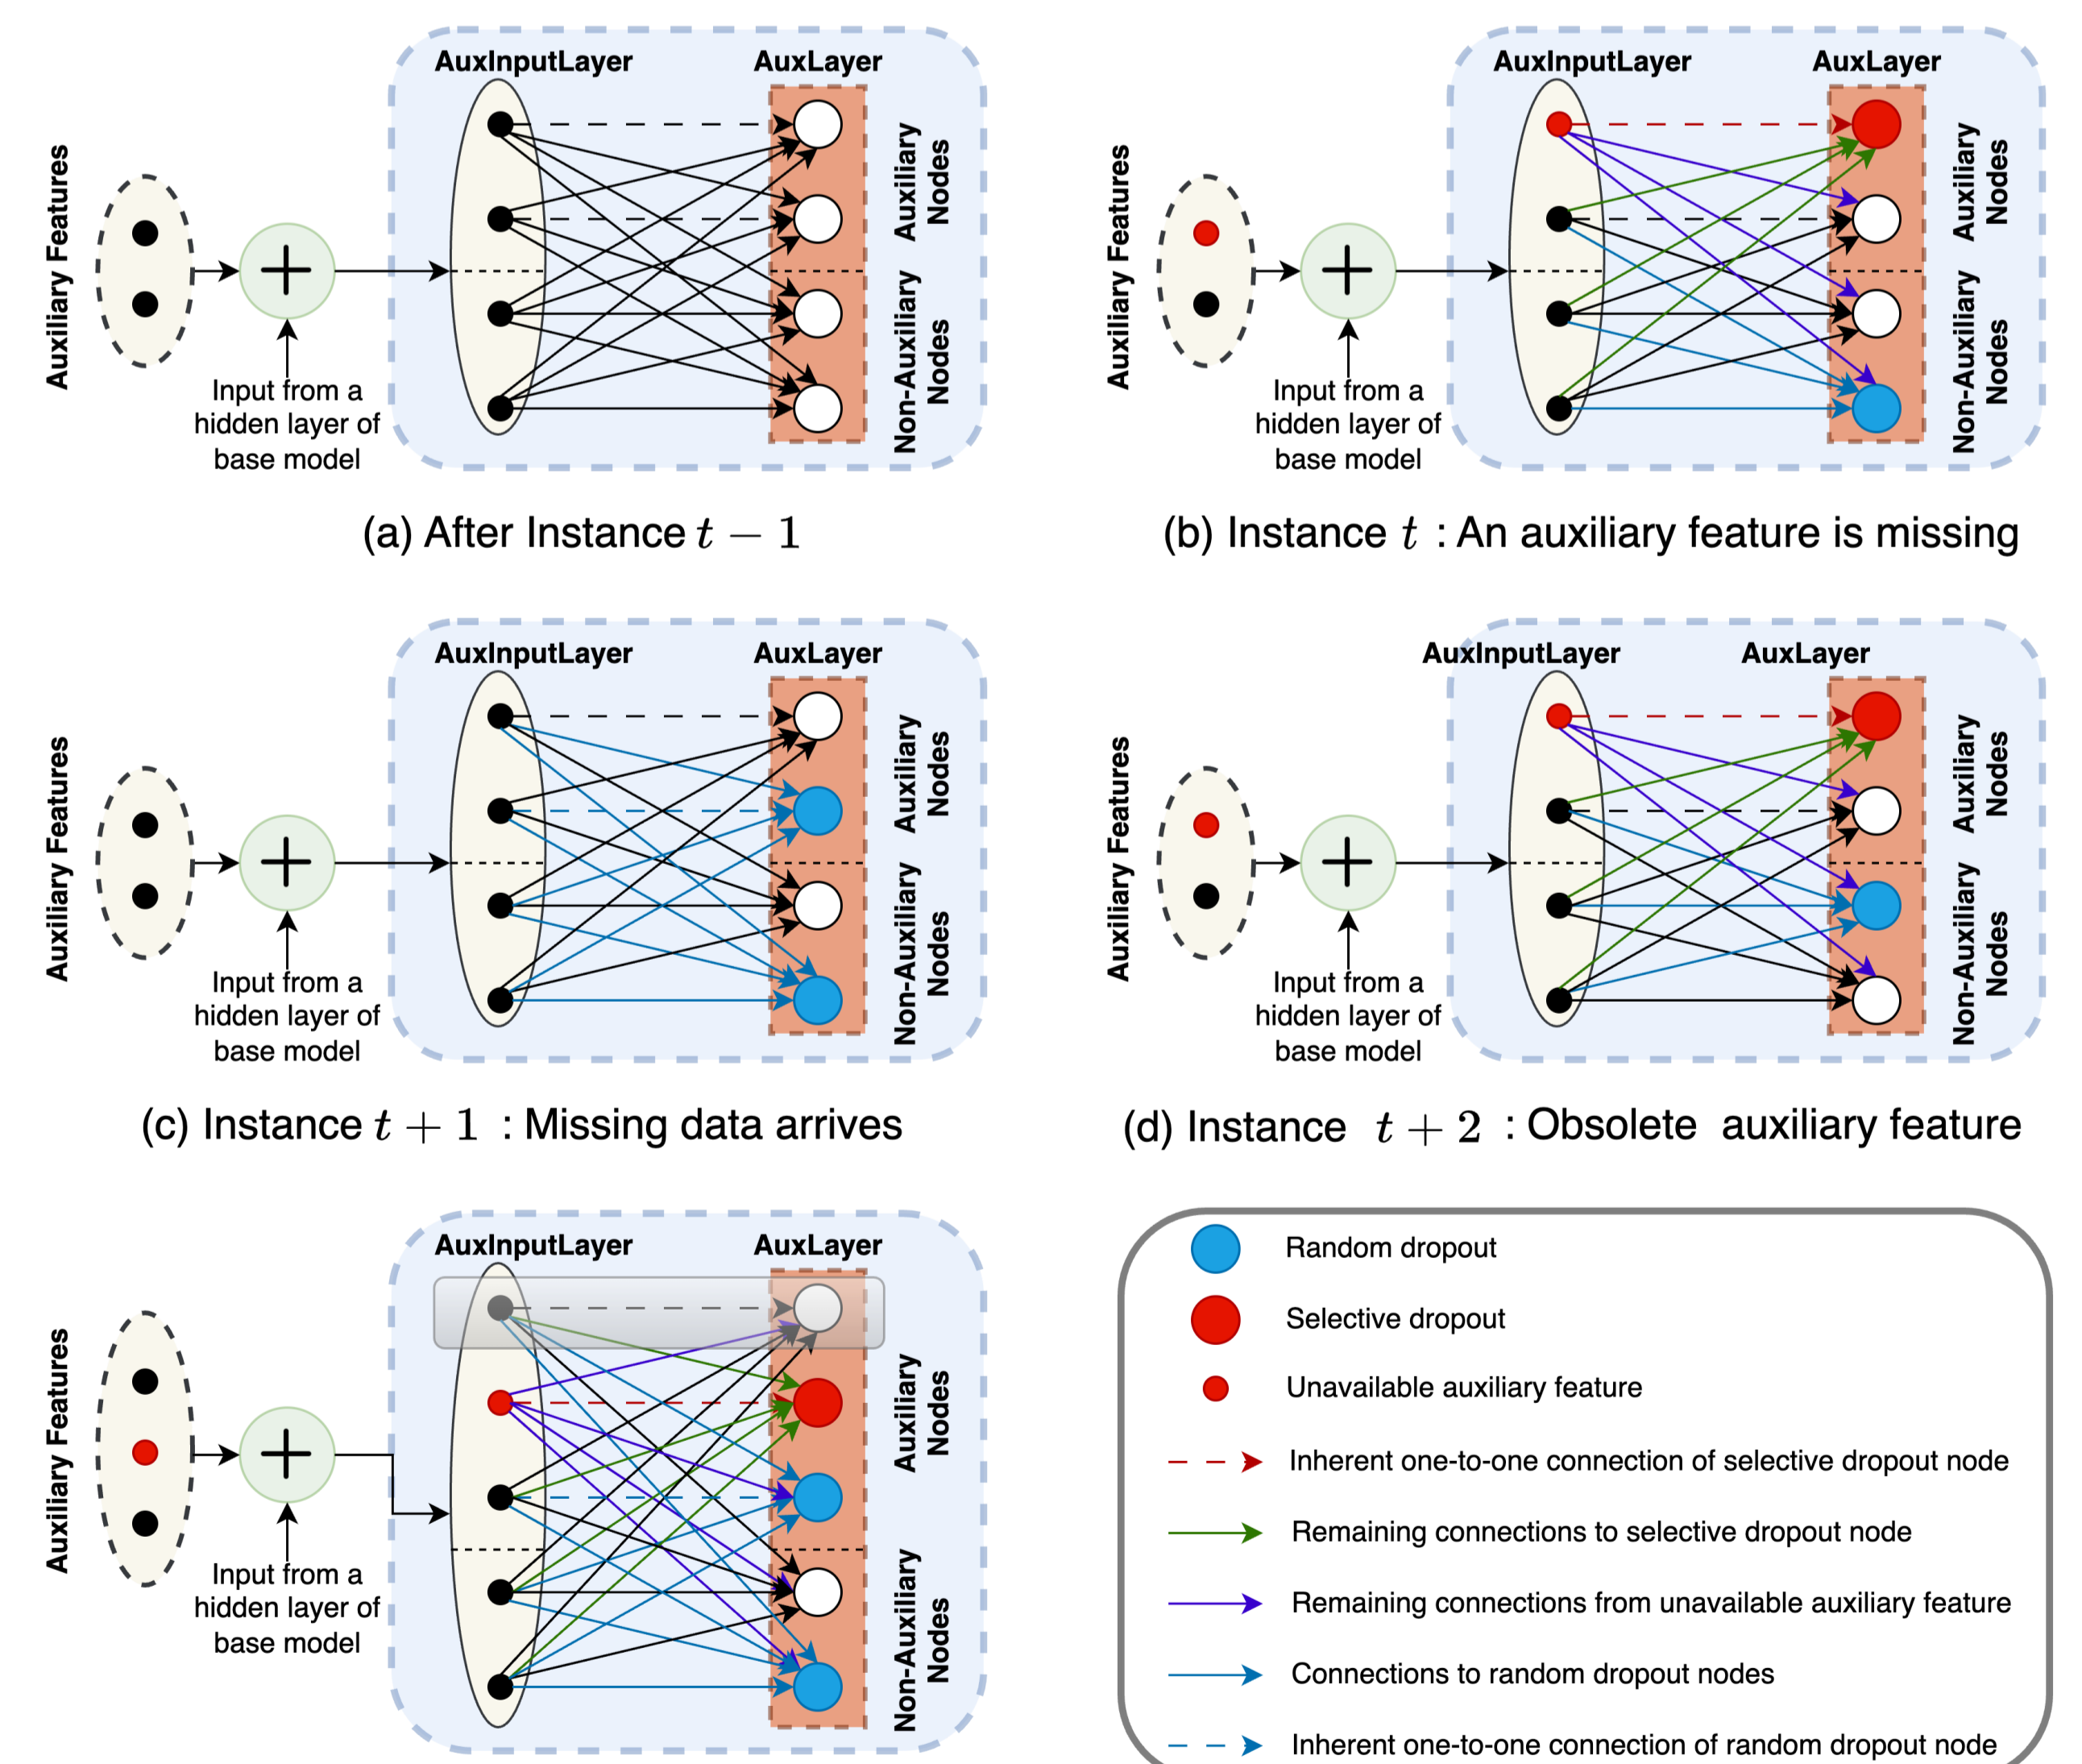 AuxInputLayer
AuxLayer
Auxiliary Features
Input from a
hidden layer of
base model
Auxiliary
Nodes
Non-Auxiliary
Nodes
(a) After Instance t − 1
AuxInputLayer
AuxLayer
Auxiliary Features
Input from a
hidden layer of
base model
Auxiliary
Nodes
Non-Auxiliary
Nodes
(b) Instance t : An auxiliary feature is missing
AuxInputLayer
AuxLayer
Auxiliary Features
Input from a
hidden layer of
base model
Auxiliary
Nodes
Non-Auxiliary
Nodes
(c) Instance t + 1 : Missing data arrives
AuxInputLayer
AuxLayer
Auxiliary Features
Input from a
hidden layer of
base model
Auxiliary
Nodes
Non-Auxiliary
Nodes
(d) Instance t + 2 : Obsolete auxiliary feature
AuxInputLayer
AuxLayer
Auxiliary Features
Input from a
hidden layer of
base model
Auxiliary
Nodes
Non-Auxiliary
Nodes
Random dropout
Selective dropout
Unavailable auxiliary feature
Inherent one-to-one connection of selective dropout node
Remaining connections to selective dropout node
Remaining connections from unavailable auxiliary feature
Connections to random dropout nodes
Inherent one-to-one connection of random dropout node